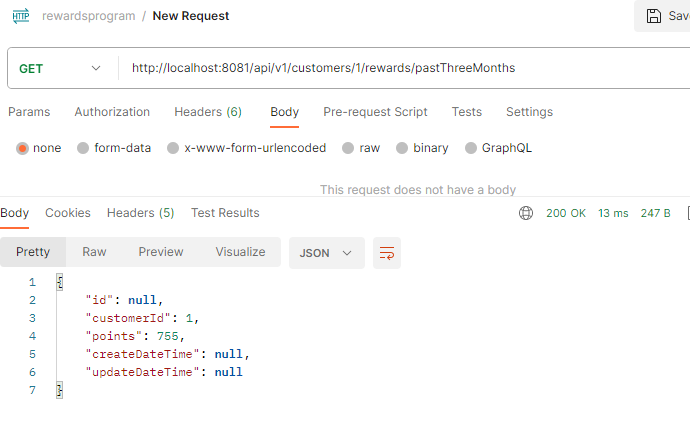 HTTP rewardsprogram / New Request Sav
GET http://localhost:8081/api/v1/customers/1/rewards/pastThreeMonths
Params Authorization Headers (6) Body Pre-request Script Tests Settings
none form-data x-www-form-urlencoded raw binary GraphQL
This request does not have a body
Body Cookies Headers (5) Test Results 200 OK 13 ms 247 B
Pretty Raw Preview Visualize JSON
1 {
2 "id": null,
3 "customerId": 1,
4 "points": 755,
5 "createDateTime": null,
6 "updateDateTime": null
7 }